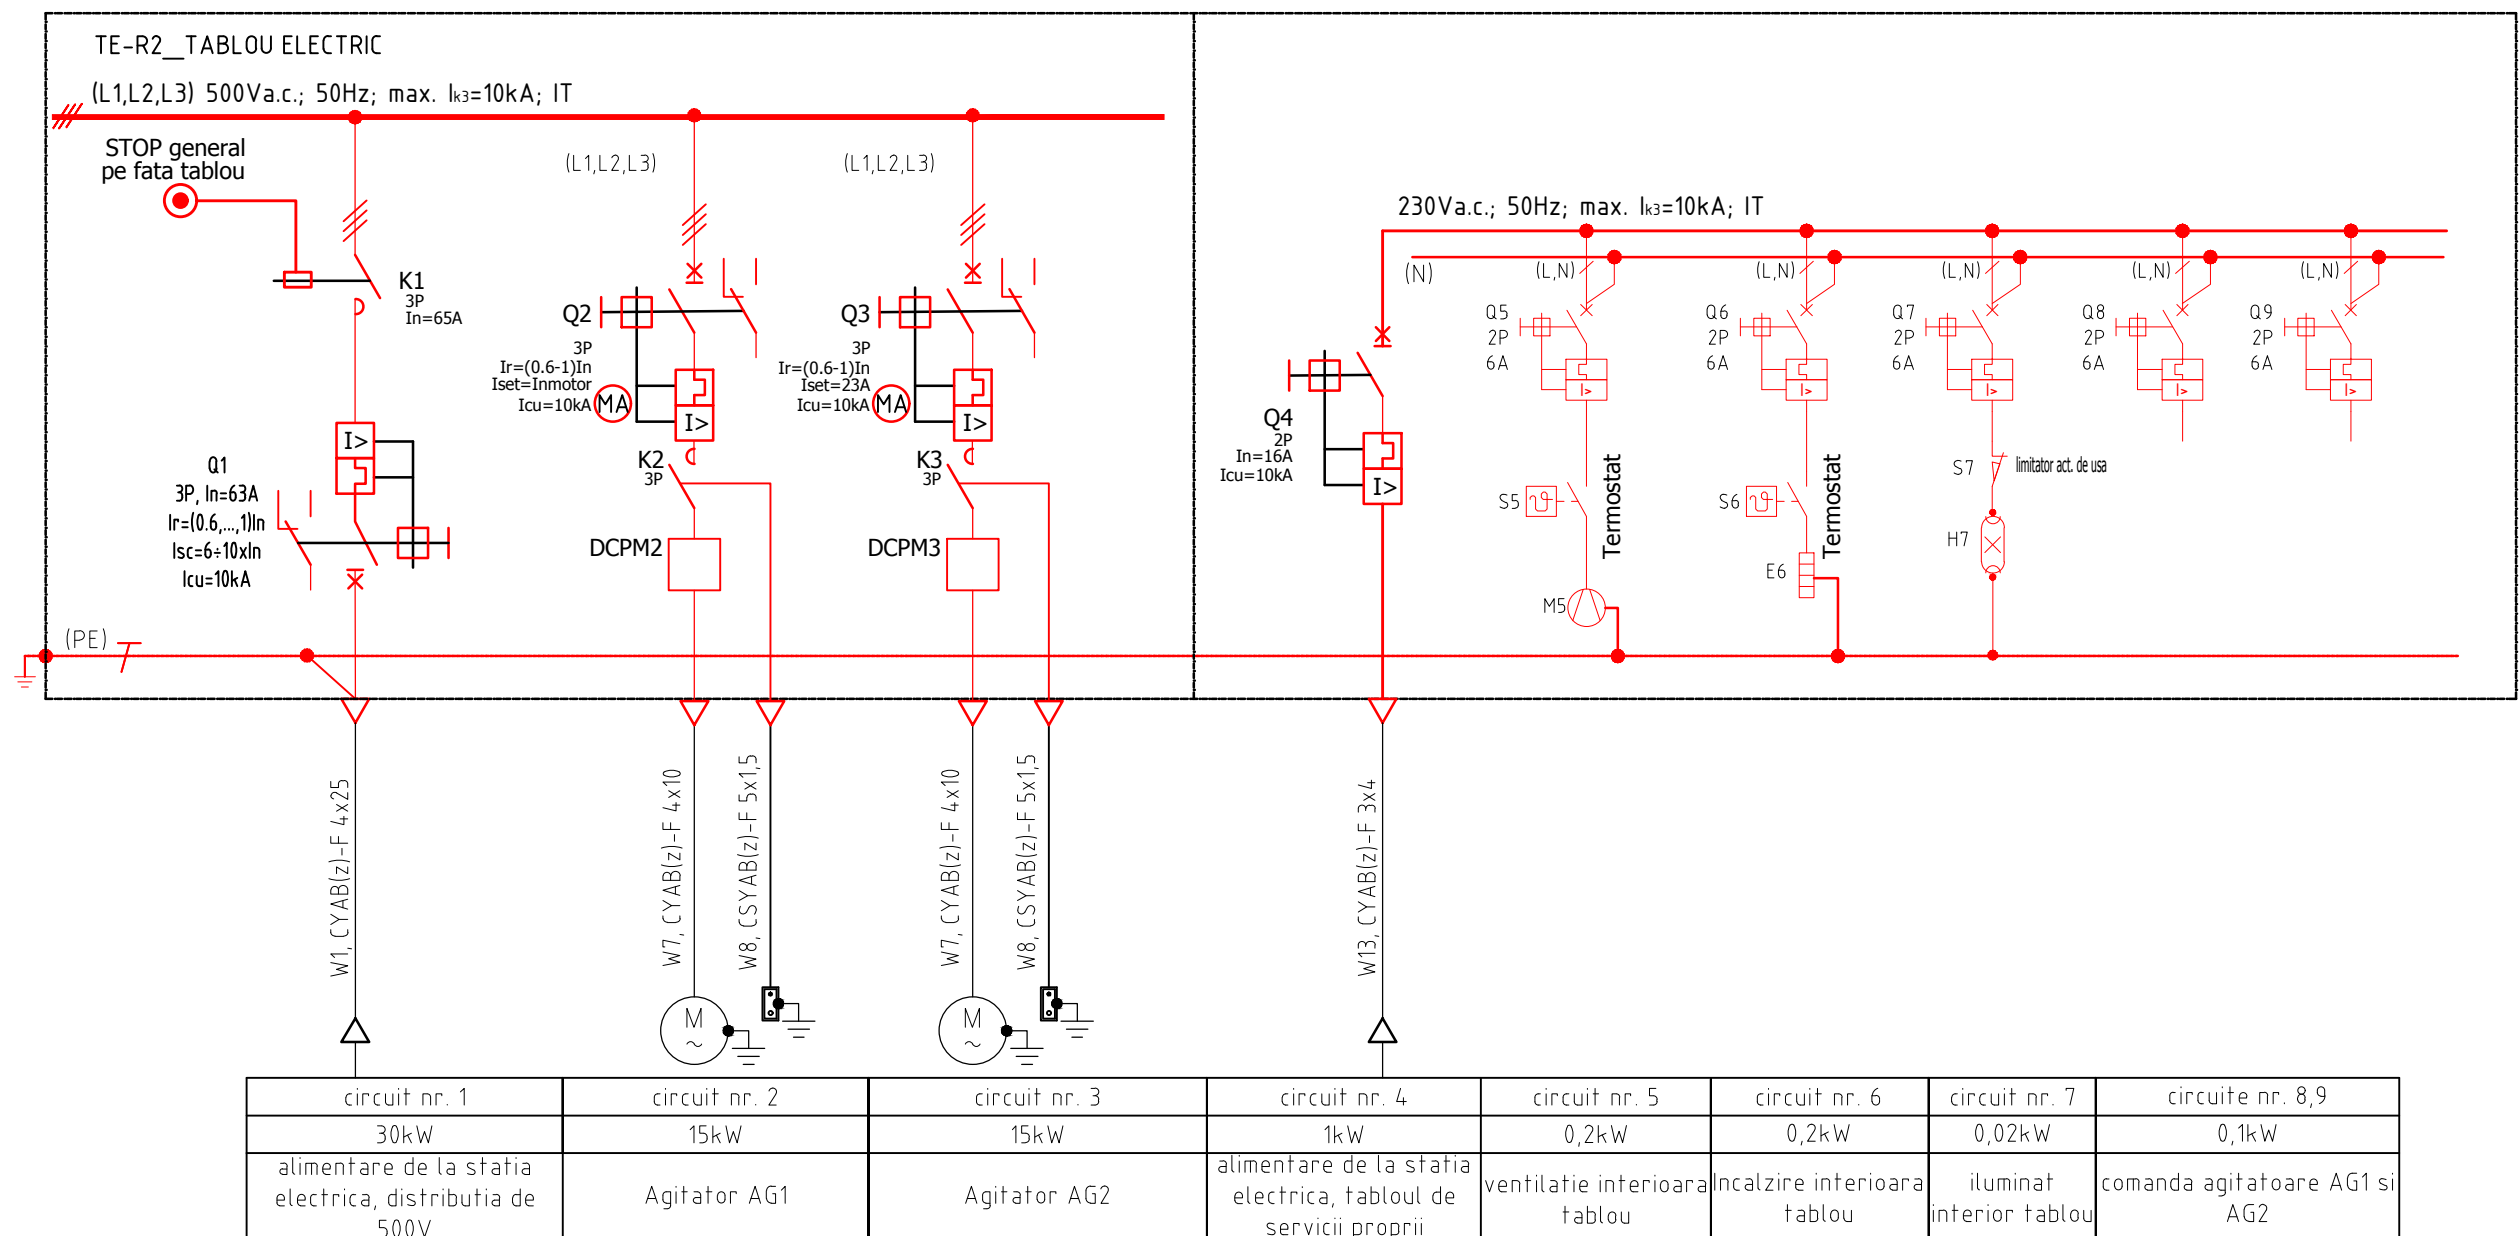 TE-R2__TABLOU ELECTRIC
(L1,L2,L3) 500Va.c.; 50Hz; max. Ik3=10kA; IT
STOP general
pe fata tablou
K1
3P
In=65A
Q1
3P, In=63A
Ir=(0.6,...,1)In
Isc=6÷10xIn
Icu=10kA
I>
(L1,L2,L3)
Q2
3P
Ir=(0.6-1)In
Iset=Inmotor
Icu=10kA
MA
I>
K2
3P
DCPM2
(L1,L2,L3)
Q3
3P
Ir=(0.6-1)In
Iset=23A
Icu=10kA
MA
I>
K3
3P
DCPM3
(PE)
230Va.c.; 50Hz; max. Ik3=10kA; IT
(N)
Q4
2P
In=16A
Icu=10kA
I>
(L,N)
Q5
2P
6A
I>
S5
ϑ
Termostat
M5
(L,N)
Q6
2P
6A
I>
S6
ϑ
Termostat
E6
(L,N)
Q7
2P
6A
I>
S7
limitator act. de usa
H7
(L,N)
Q8
2P
6A
I>
(L,N)
Q9
2P
6A
I>
W1, CYAB(z)-F 4x25
W7, CYAB(z)-F 4x10
W8, CSYAB(z)-F 5x1,5
W7, CYAB(z)-F 4x10
W8, CSYAB(z)-F 5x1,5
W13, CYAB(z)-F 3x4
M
~
M
~
circuit nr. 1
30kW
alimentare de la statia
electrica, distributia de
500V
circuit nr. 2
15kW
Agitator AG1
circuit nr. 3
15kW
Agitator AG2
circuit nr. 4
1kW
alimentare de la statia
electrica, tabloul de
servicii proprii
circuit nr. 5
0,2kW
ventilatie interioara
tablou
circuit nr. 6
0,2kW
Incalzire interioara
tablou
circuit nr. 7
0,02kW
iluminat
interior tablou
circuite nr. 8,9
0,1kW
comanda agitatoare AG1 si
AG2